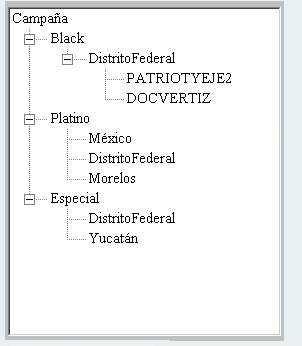 Campaña
Black
DistritoFederal
PATRIOTYEJE2
DOCVERTIZ
Platino
México
DistritoFederal
Morelos
Especial
DistritoFederal
Yucatán